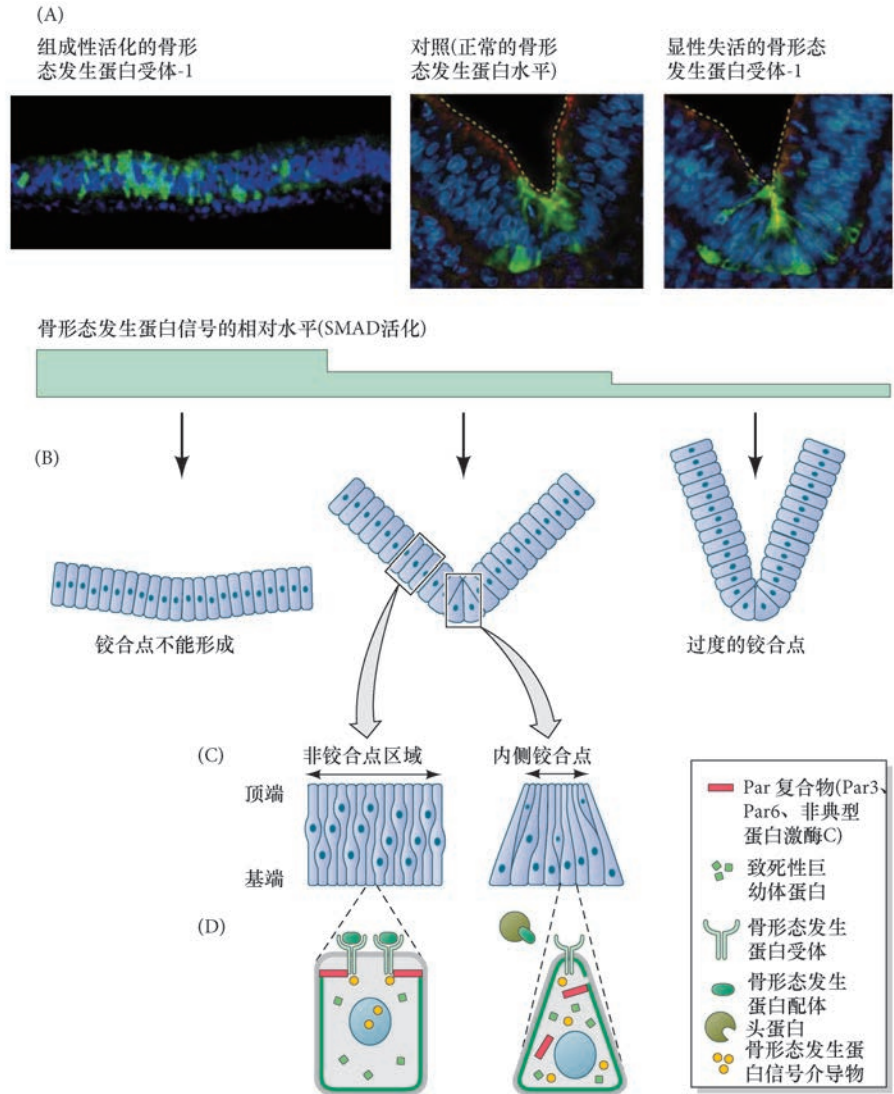 (A)
组成性活化的骨形
态发生蛋白受体-1
对照(正常的骨形
态发生蛋白水平)
显性失活的骨形态
发生蛋白受体-1
骨形态发生蛋白信号的相对水平(SMAD活化)
(B)
铰合点不能形成
过度的铰合点
(C)
非铰合点区域
内侧铰合点
顶端
基端
(D)
Par 复合物(Par3、
Par6、非典型
蛋白激酶C)
致死性巨
幼体蛋白
骨形态发生
蛋白受体
骨形态发生
蛋白配体
头蛋白
骨形态发生蛋
白信号介导物